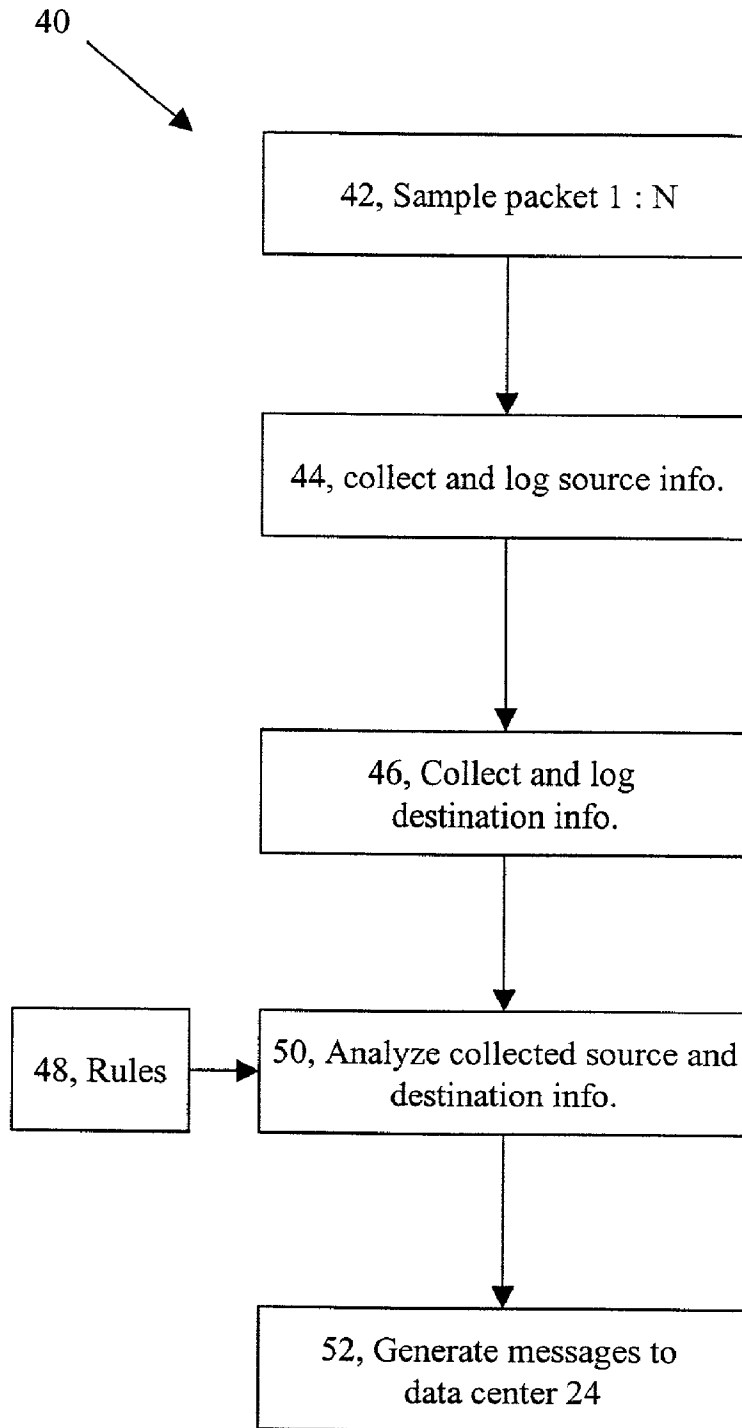 40
42, Sample packet 1 : N
44, collect and log source info.
46, Collect and log
destination info.
48, Rules
50, Analyze collected source and
destination info.
52, Generate messages to
data center 24